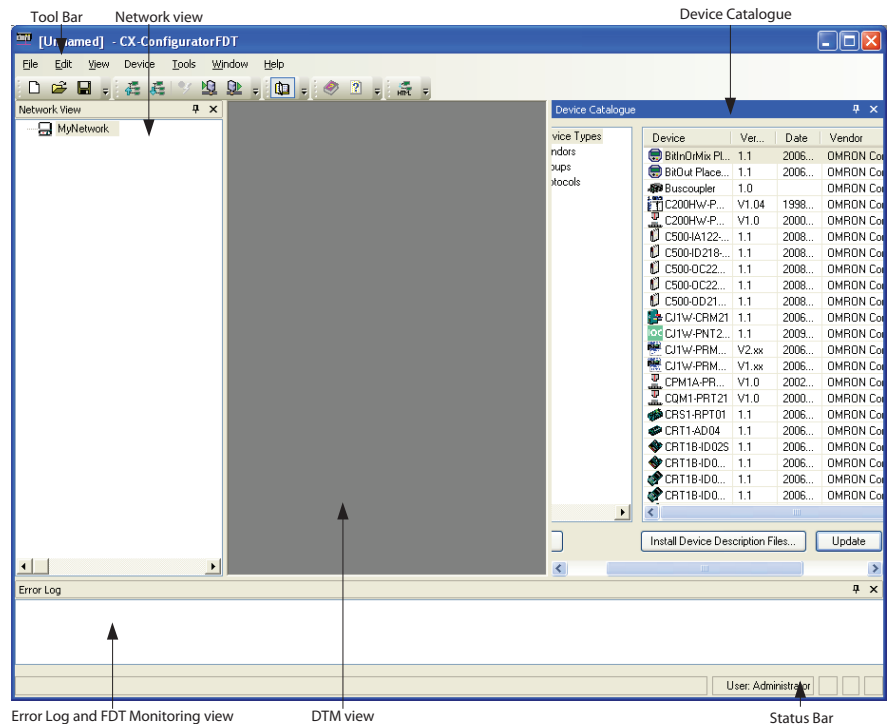 Tool Bar Network view Device Catalogue
[Unnamed] - CX-ConfiguratorFDT
File Edit View Device Tools Window Help
Network View
MyNetwork
Device Catalogue
vice Types
ndors
oups
otocols
Device Ver... Date Vendor
BitInOrMix Pl... 1.1 2006... OMRON Co
BitOut Place... 1.1 2006... OMRON Co
Buscoupler 1.0 OMRON Co
C200HW-P... V1.04 1998... OMRON Co
C200HW-P... V1.0 2000... OMRON Co
C500-IA122-... 1.1 2008... OMRON Co
C500-ID218-... 1.1 2008... OMRON Co
C500-OC22... 1.1 2008... OMRON Co
C500-OC22... 1.1 2008... OMRON Co
C500-OD21... 1.1 2008... OMRON Co
CJ1W-CRM21 1.1 2006... OMRON Co
CJ1W-PNT2... 1.1 2009... OMRON Co
CJ1W-PRM... V2.xx 2006... OMRON Co
CJ1W-PRM... V1.xx 2006... OMRON Co
CPM1A-PR... V1.0 2002... OMRON Co
CQM1-PRT21 V1.0 2000... OMRON Co
CRS1-RPT01 1.1 2006... OMRON Co
CRT1-AD04 1.1 2006... OMRON Co
CRT1B-ID02S 1.1 2006... OMRON Co
CRT1B-ID0... 1.1 2006... OMRON Co
CRT1B-ID0... 1.1 2006... OMRON Co
CRT1B-ID0... 1.1 2006... OMRON Co
Install Device Description Files... Update
Error Log
User: Administrator
Error Log and FDT Monitoring view DTM view Status Bar